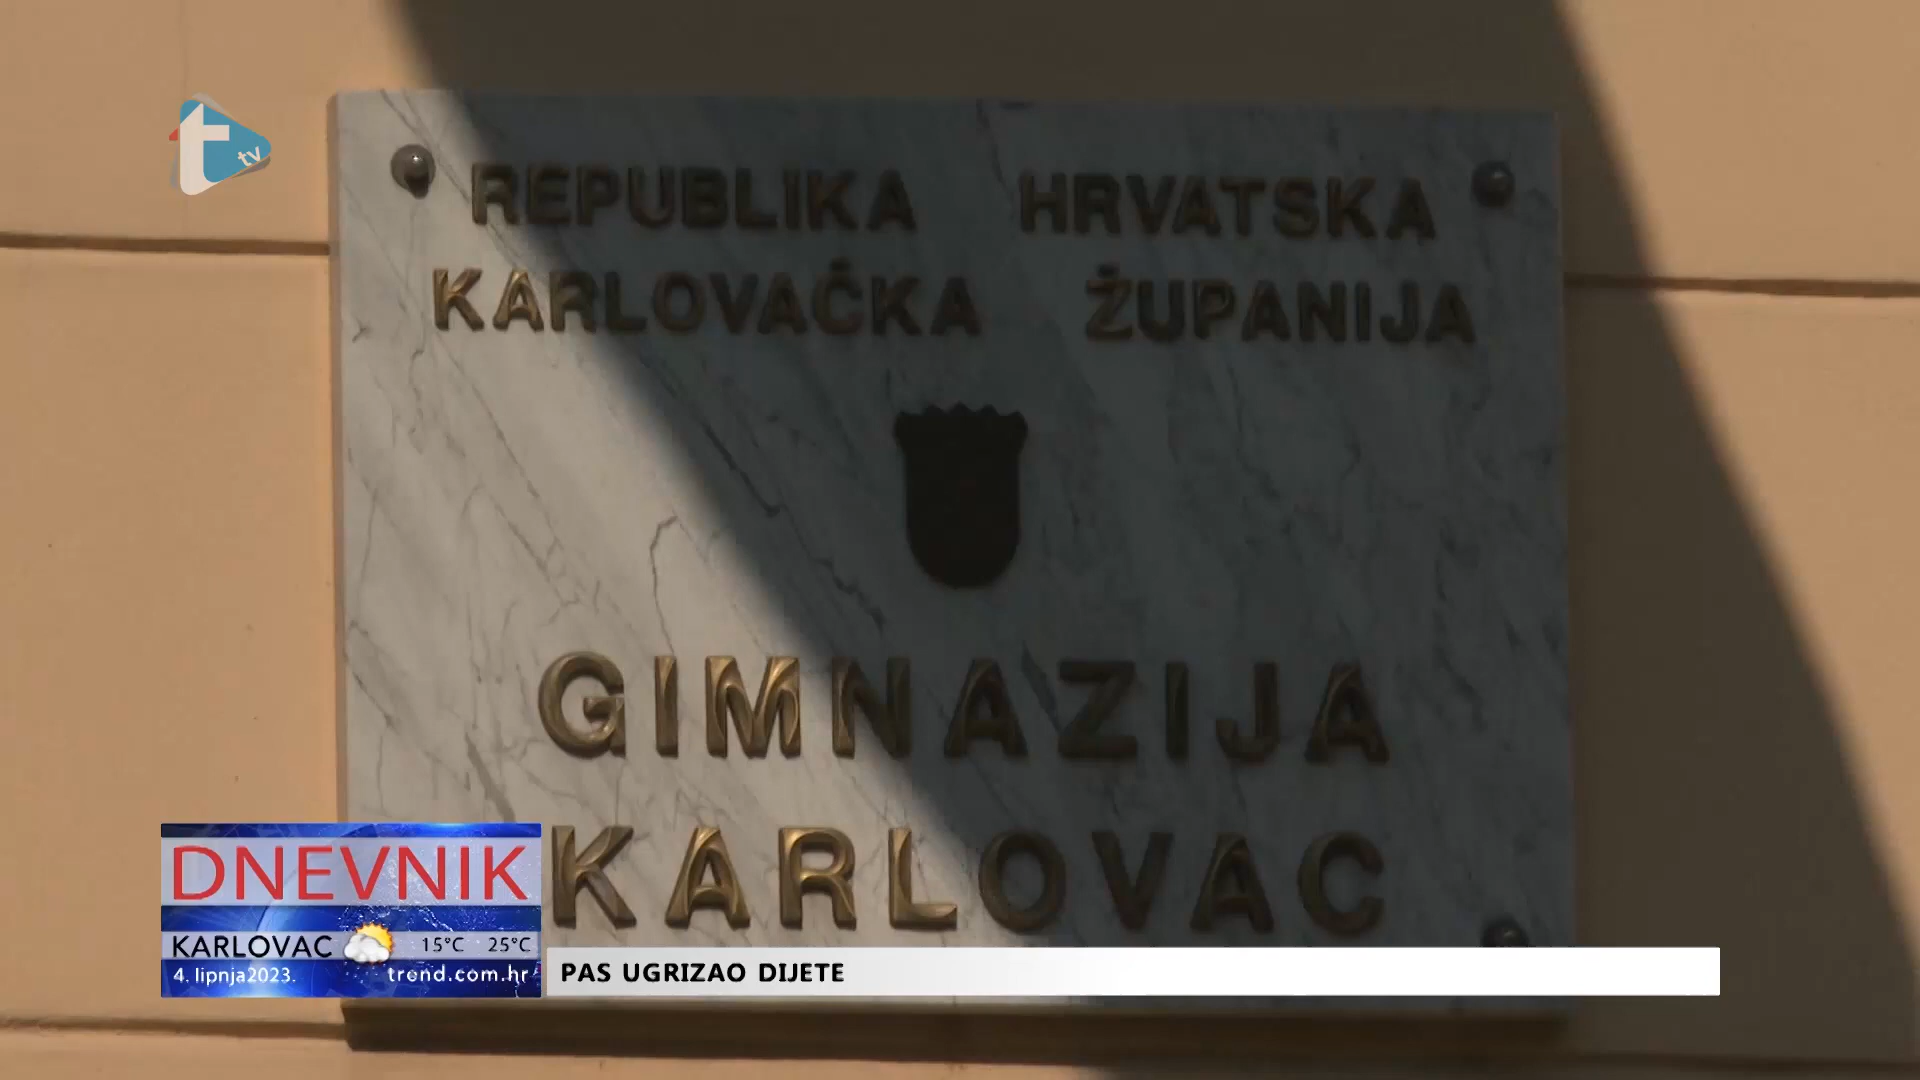 t tv
REPUBLIKA HRVATSKA
KARLOVAČKA ŽUPANIJA
GIMNAZIJA
KARLOVAC
DNEVNIK
KARLOVAC 15°C 25°C
4. lipnja2023. trend.com.hr
PAS UGRIZAO DIJETE